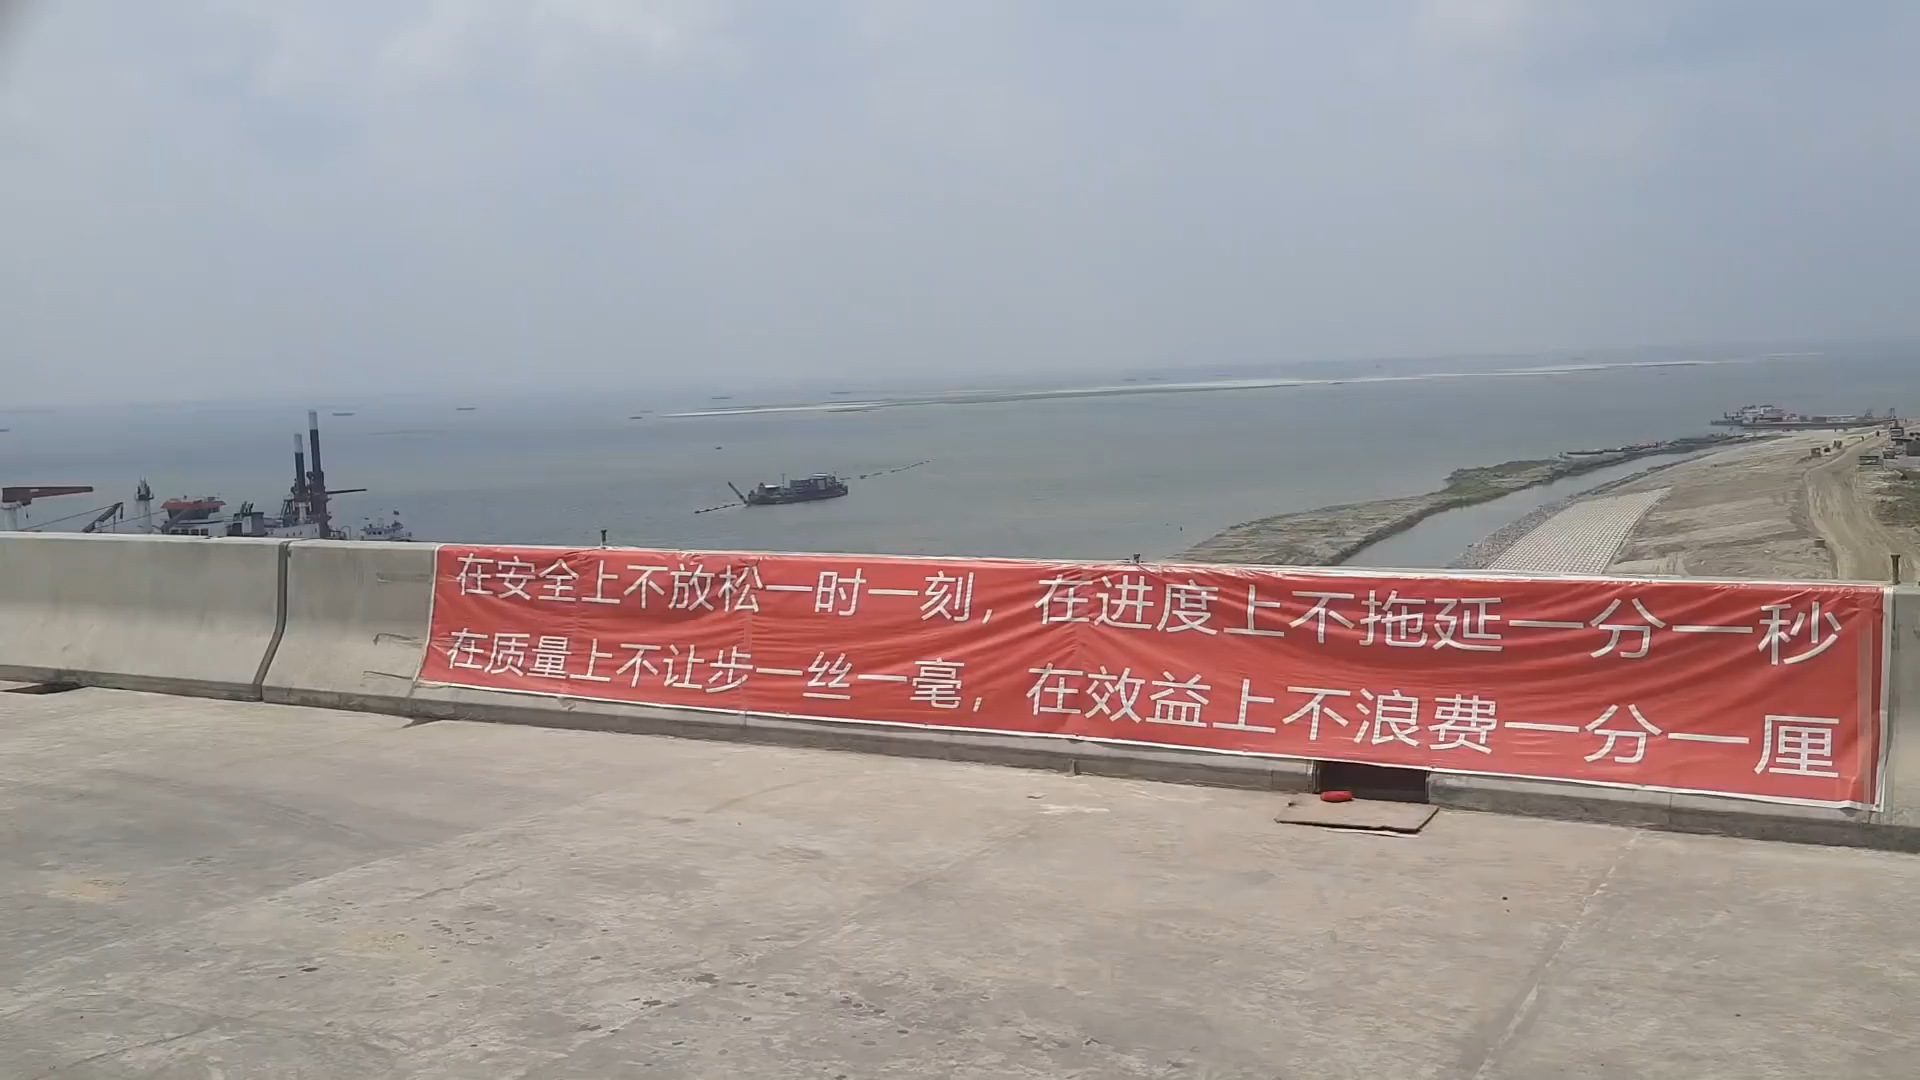 在安全上不放松一时一刻，在进度上不拖延一分一秒
在质量上不让步一丝一毫，在效益上不浪费一分一厘